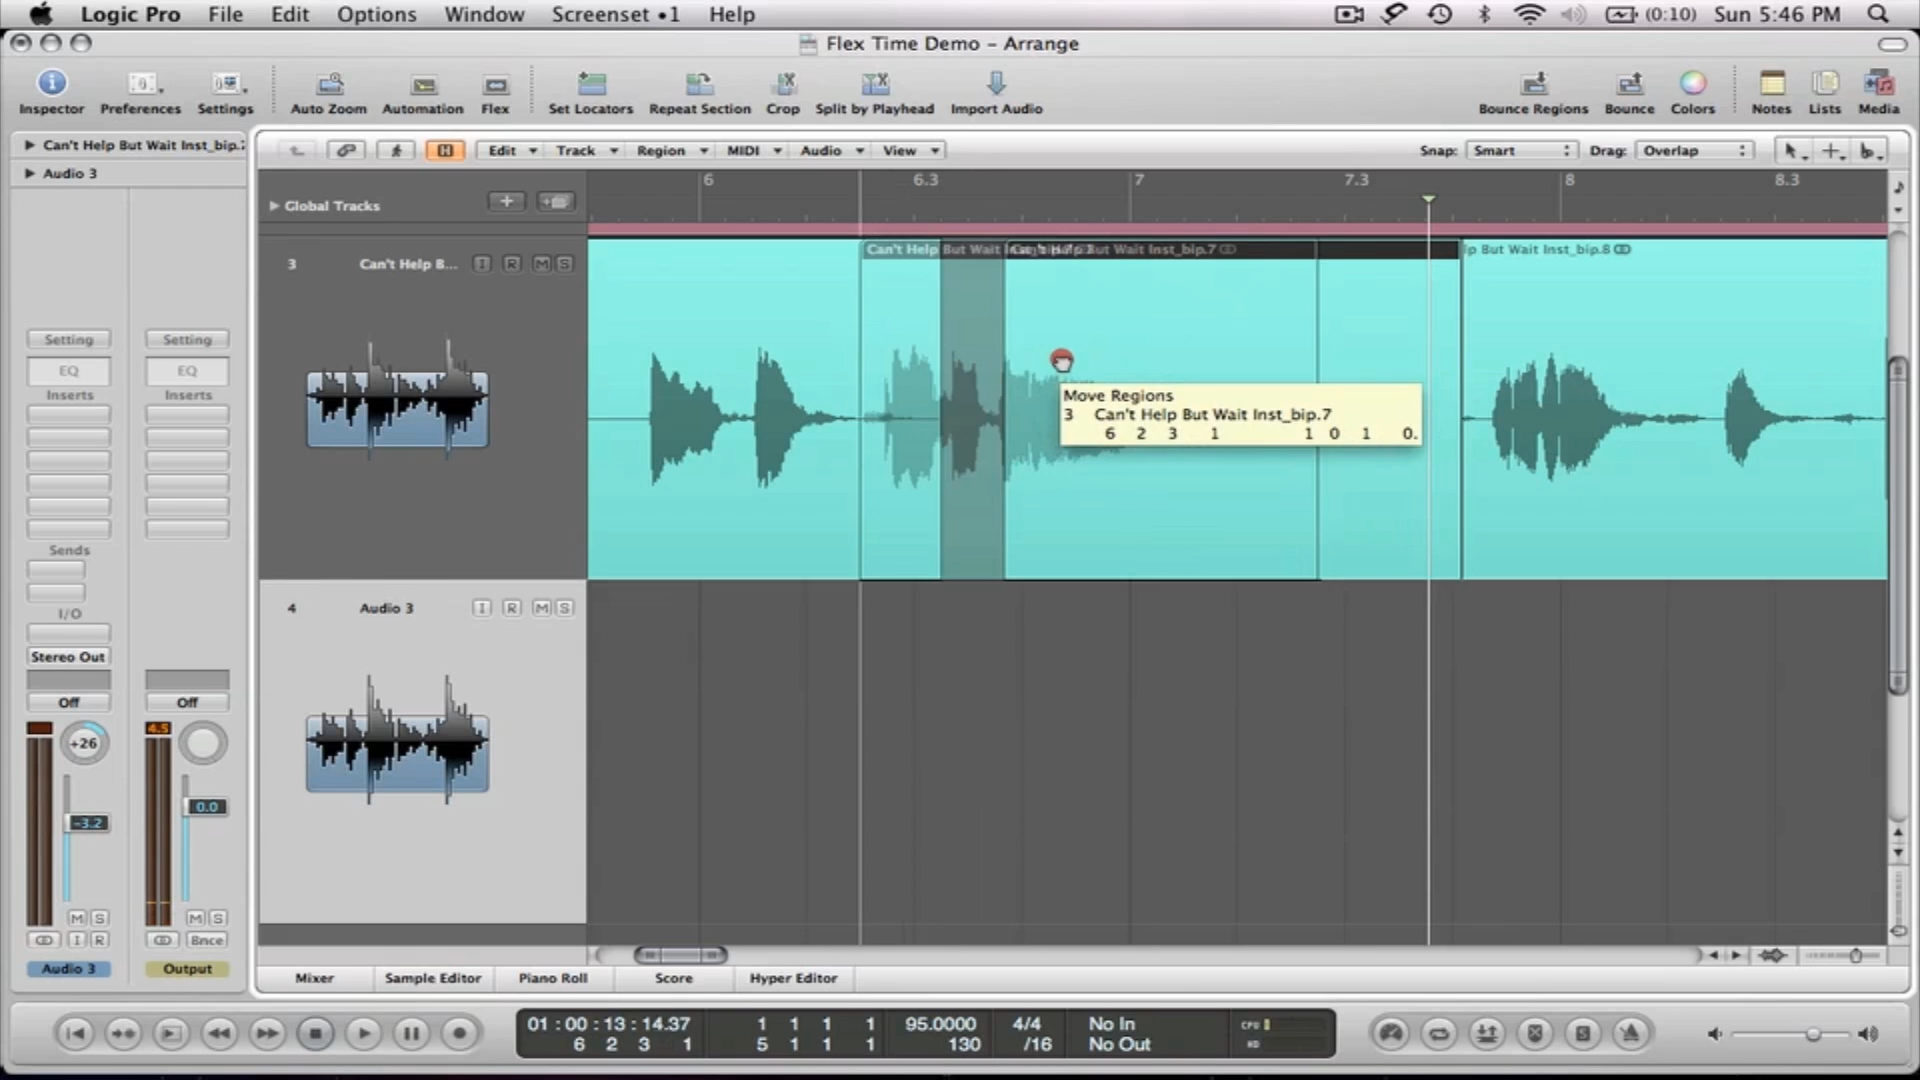 Logic Pro File Edit Options Window Screenset •1 Help (0:10) Sun 5:46 PM
Flex Time Demo – Arrange
Inspector Preferences Settings Auto Zoom Automation Flex Set Locators Repeat Section Crop Split by Playhead Import Audio Bounce Regions Bounce Colors Notes Lists Media
Can't Help But Wait Inst_bip.7
Edit Track Region MIDI Audio View Snap: Smart Drag: Overlap
Audio 3
6 6.3 7 7.3 8 8.3
Global Tracks
3 Can't Help B... I R M S
Can't Help But Wait But Wait Inst_bip.7 p But Wait Inst_bip.8
Setting Setting
EQ
Inserts Inserts
Move Regions
3 Can't Help But Wait Inst_bip.7
6 2 3 1 1 0 1 0.
Sends
I/O
Stereo Out
Off Off
4 Audio 3 I R M S
4.5
+26
0.0
-3.2
M S M S
I R Bnce
Audio 3 Output
Mixer Sample Editor Piano Roll Score Hyper Editor
01 : 00 : 13 : 14.37 1 1 1 1 95.0000 4/4 No In CPU
6 2 3 1 5 1 1 1 130 /16 No Out HD